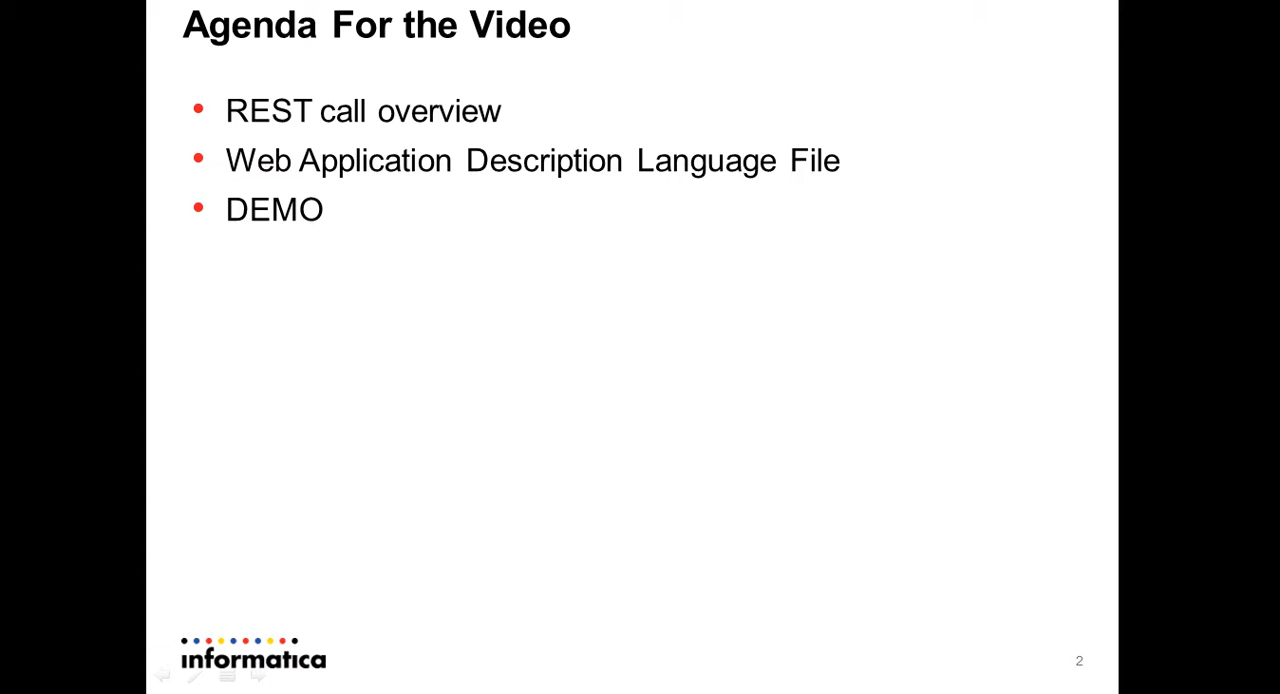 Agenda For the Video
• REST call overview
• Web Application Description Language File
• DEMO
informatica
2